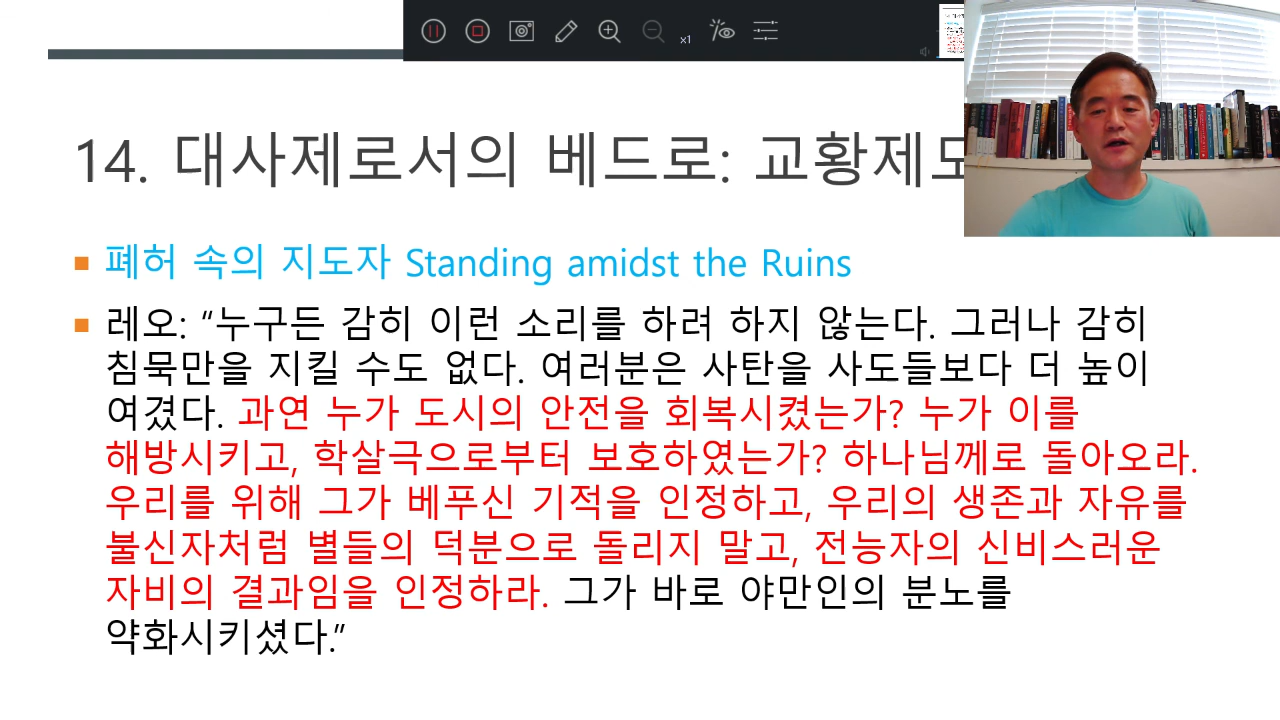 x1
14. 대사제로서의 베드로: 교황제도
폐허 속의 지도자 Standing amidst the Ruins
레오: “누구든 감히 이런 소리를 하려 하지 않는다. 그러나 감히
침묵만을 지킬 수도 없다. 여러분은 사탄을 사도들보다 더 높이
여겼다. 과연 누가 도시의 안전을 회복시켰는가? 누가 이를
해방시키고, 학살극으로부터 보호하였는가? 하나님께로 돌아오라.
우리를 위해 그가 베푸신 기적을 인정하고, 우리의 생존과 자유를
불신자처럼 별들의 덕분으로 돌리지 말고, 전능자의 신비스러운
자비의 결과임을 인정하라. 그가 바로 야만인의 분노를
약화시키셨다.”